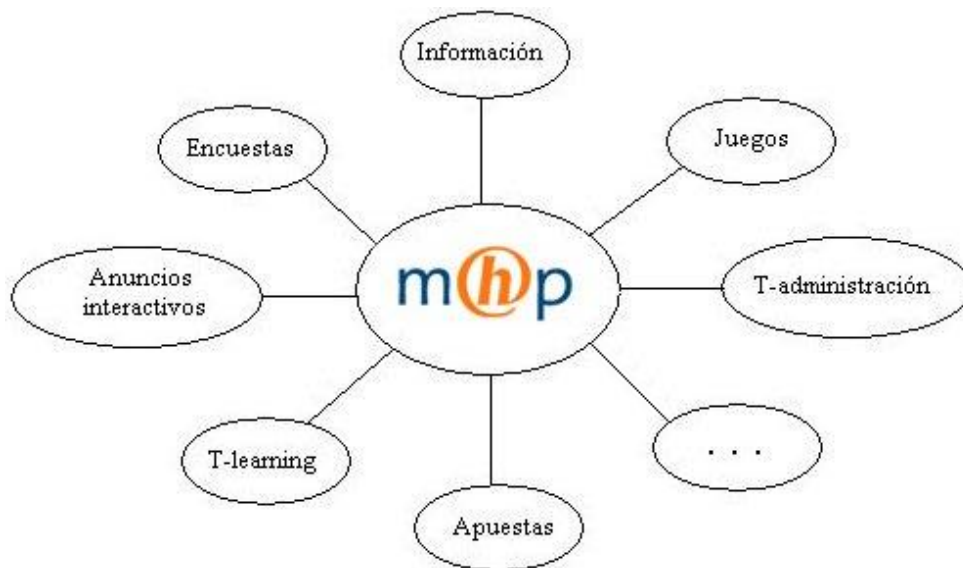 Información
Encuestas
Juegos
Anuncios
interactivos
mhp
T-administración
T-learning
. . .
Apuestas